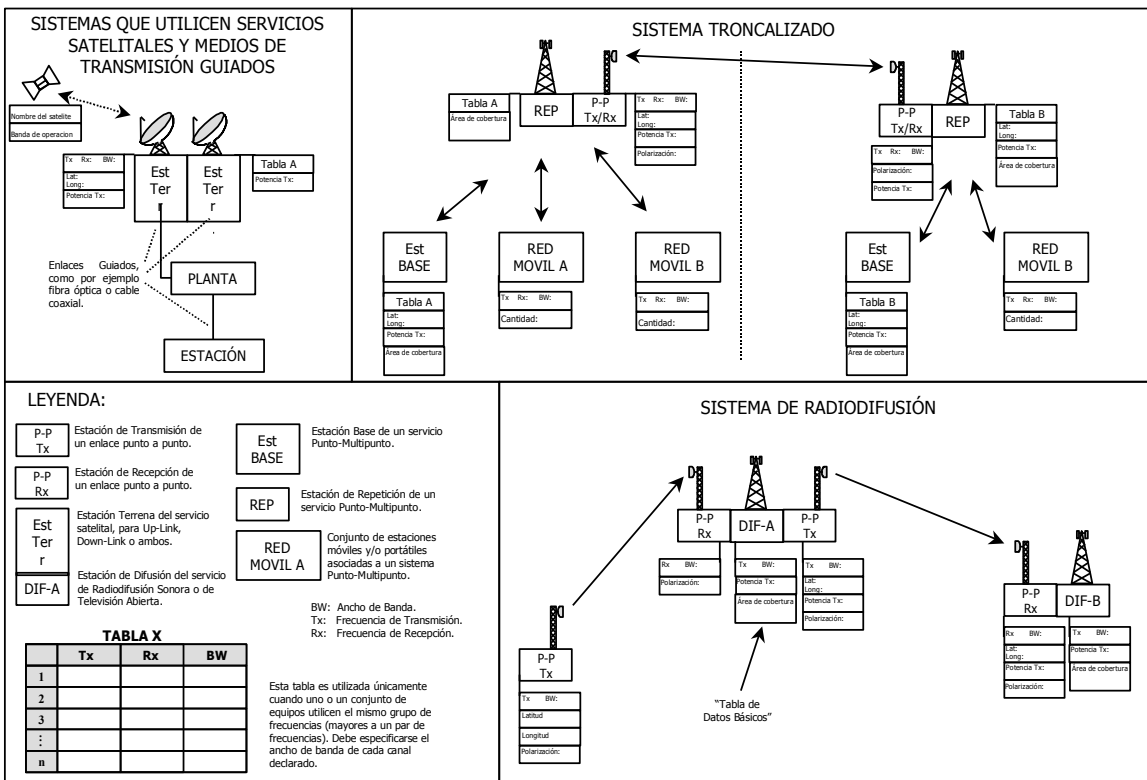 SISTEMAS QUE UTILICEN SERVICIOS
SATELITALES Y MEDIOS DE
TRANSMISIÓN GUIADOS
Nombre del satelite
Banda de operacion
Tx Rx: BW:
Lat:
Long:
Potencia Tx:
Est
Ter
r
Est
Ter
r
Tabla A
Potencia Tx:
Enlaces Guiados,
como por ejemplo
fibra óptica o cable
coaxial.
PLANTA
ESTACIÓN
SISTEMA TRONCALIZADO
Tabla A
Área de cobertura
REP
P-P
Tx/Rx
Tx Rx: BW:
Lat:
Long:
Potencia Tx:
Polarización:
P-P
Tx/Rx
REP
Tx Rx: BW:
Polarización:
Potencia Tx:
Tabla B
Lat:
Long:
Potencia Tx:
Área de cobertura
Est
BASE
Tabla A
Lat:
Long:
Potencia Tx:
Área de cobertura
RED
MOVIL A
Tx Rx: BW:
Cantidad:
RED
MOVIL B
Tx Rx: BW:
Cantidad:
Est
BASE
Tabla B
Lat:
Long:
Potencia Tx:
Área de cobertura
RED
MOVIL B
Tx Rx: BW:
Cantidad:
LEYENDA:
P-P
Tx
Estación de Transmisión de
un enlace punto a punto.
P-P
Rx
Estación de Recepción de
un enlace punto a punto.
Est
Ter
r
Estación Terrena del servicio
satelital, para Up-Link,
Down-Link o ambos.
DIF-A
Estación de Difusión del servicio
de Radiodifusión Sonora o de
Televisión Abierta.
Est
BASE
Estación Base de un servicio
Punto-Multipunto.
REP
Estación de Repetición de un
servicio Punto-Multipunto.
RED
MOVIL A
Conjunto de estaciones
móviles y/o portátiles
asociadas a un sistema
Punto-Multipunto.
BW: Ancho de Banda.
Tx: Frecuencia de Transmisión.
Rx: Frecuencia de Recepción.
TABLA X
Tx Rx BW
1
2
3
⋮
n
Esta tabla es utilizada únicamente
cuando uno o un conjunto de
equipos utilicen el mismo grupo de
frecuencias (mayores a un par de
frecuencias). Debe especificarse el
ancho de banda de cada canal
declarado.
SISTEMA DE RADIODIFUSIÓN
P-P
Tx
Tx BW:
Latitud
Longitud
Polarización:
P-P
Rx
DIF-A
P-P
Tx
Rx BW:
Polarización:
Tx BW:
Potencia Tx:
Área de cobertura
Tx BW:
Lat:
Long:
Potencia Tx:
Polarización:
"Tabla de
Datos Básicos"
P-P
Rx
DIF-B
Rx BW:
Lat:
Long:
Potencia Tx:
Polarización:
Tx BW:
Potencia Tx:
Área de cobertura